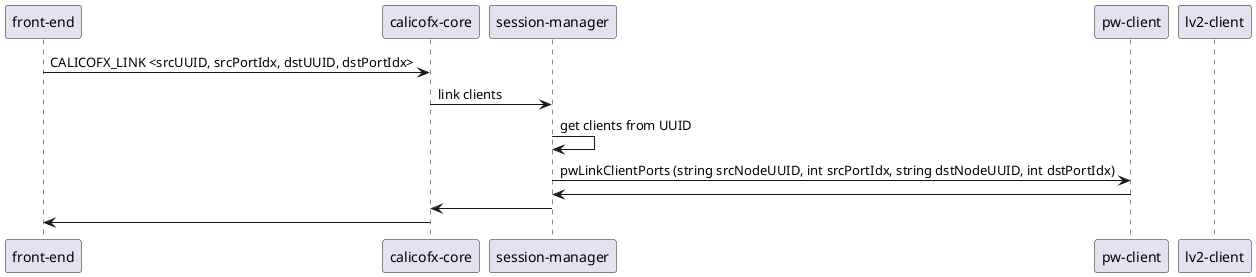 front-end calicofx-core session-manager pw-client lv2-client
CALICOFX_LINK <srcUUID, srcPortIdx, dstUUID, dstPortIdx>
link clients
get clients from UUID
pwLinkClientPorts (string srcNodeUUID, int srcPortIdx, string dstNodeUUID, int dstPortIdx)
front-end calicofx-core session-manager pw-client lv2-client